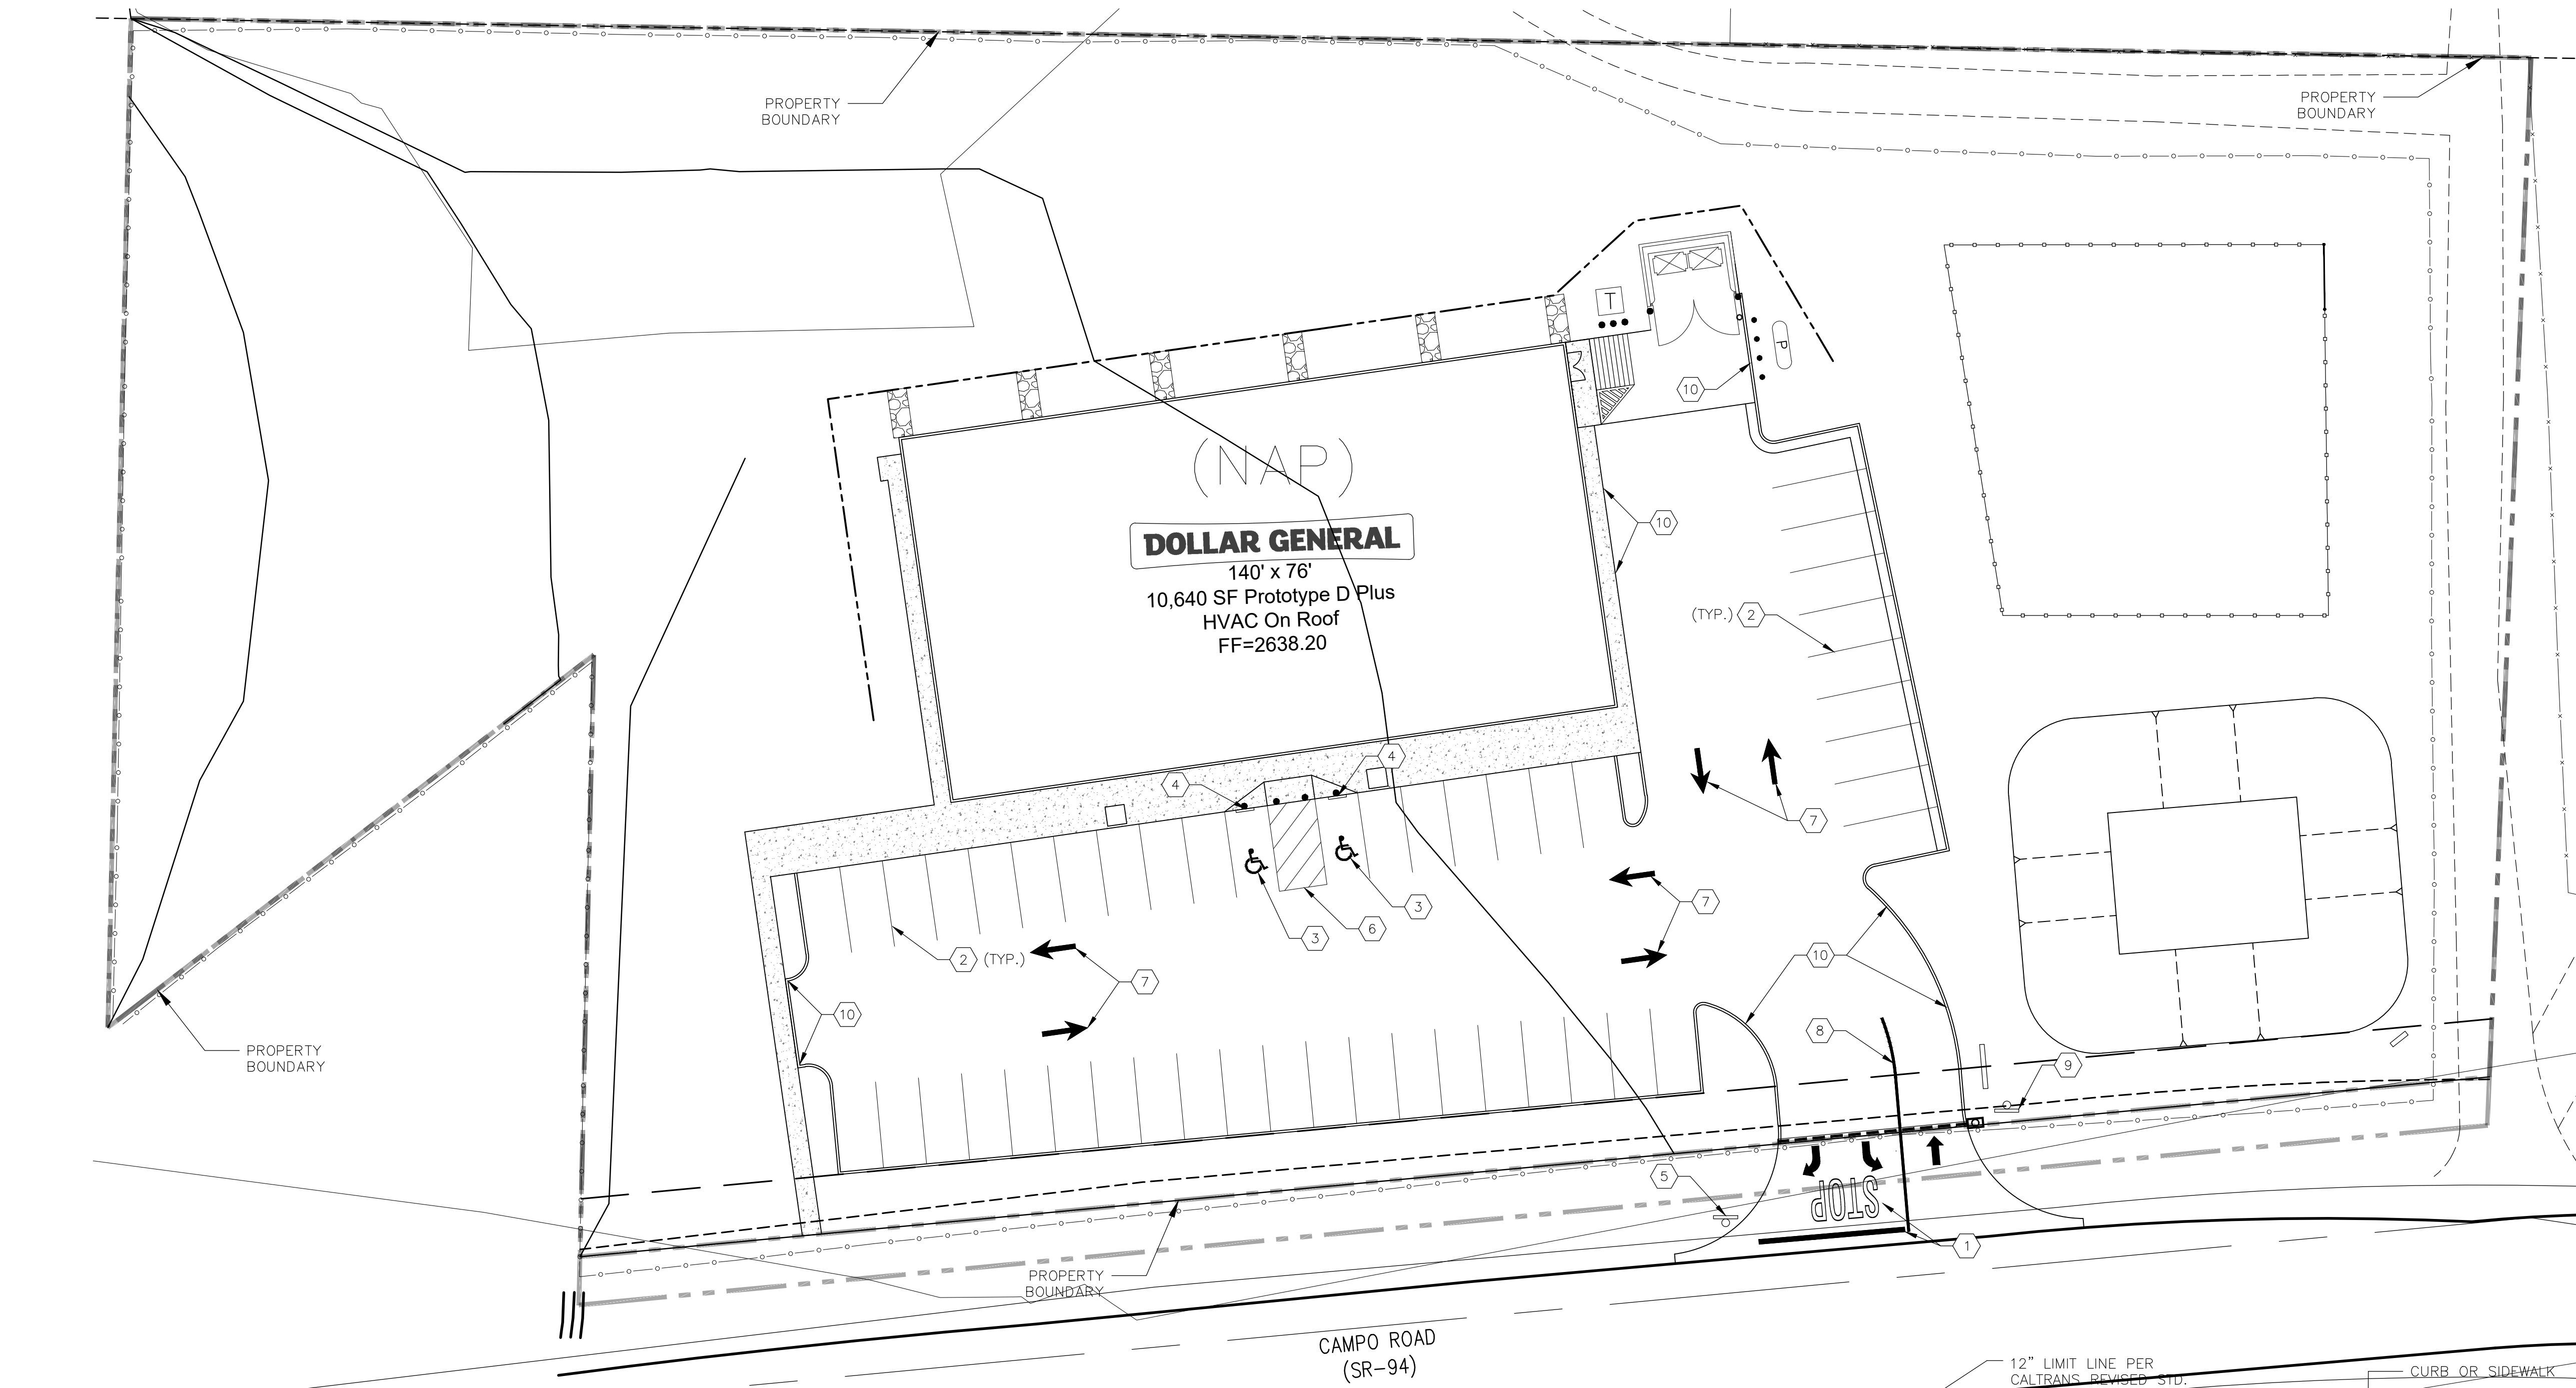 PROPERTY
BOUNDARY
PROPERTY
BOUNDARY
T
P
10
(NAP)
DOLLAR GENERAL
140' x 76'
10,640 SF Prototype D Plus
HVAC On Roof
FF=2638.20
10
(TYP.) 2
4
4
7
3
3
6
7
2 (TYP.)
7
10
10
8
9
PROPERTY
BOUNDARY
5
STOP
1
PROPERTY
BOUNDARY
CAMPO ROAD
(SR-94)
12" LIMIT LINE PER
CALTRANS REVISED STD.
CURB OR SIDEWALK